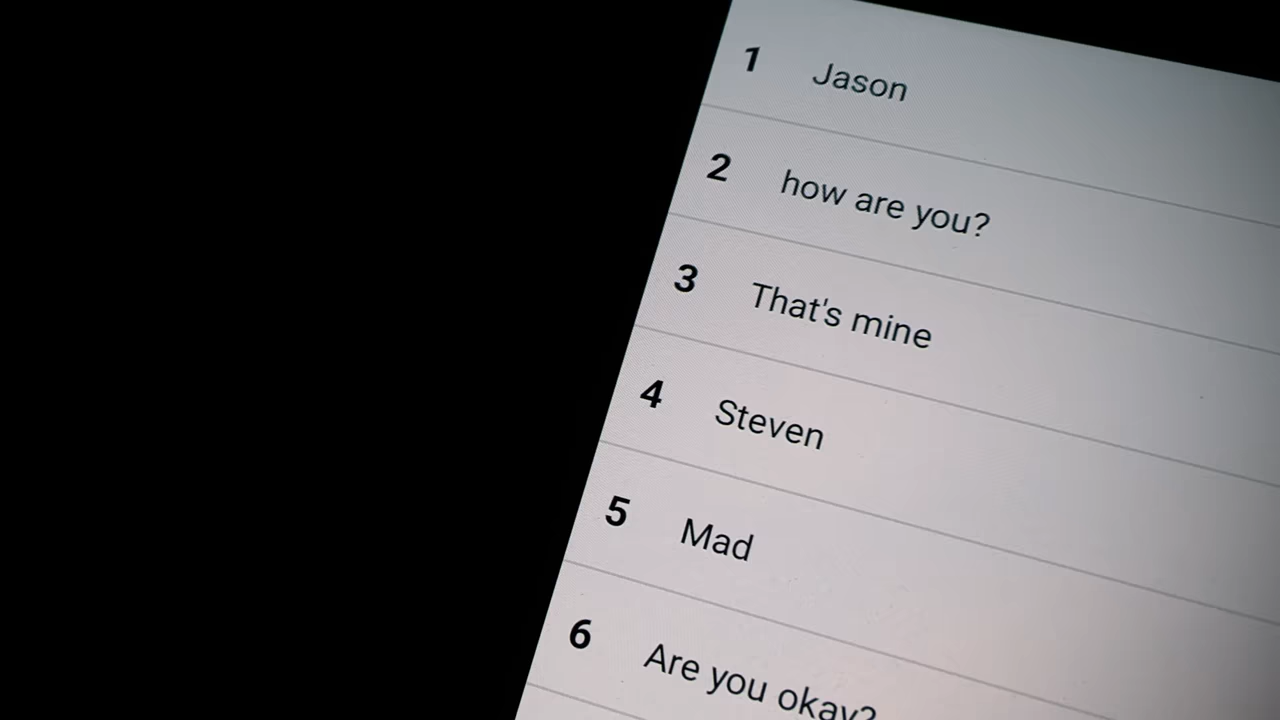 1 Jason
2 how are you?
3 That's mine
4 Steven
5 Mad
6 Are you okay?